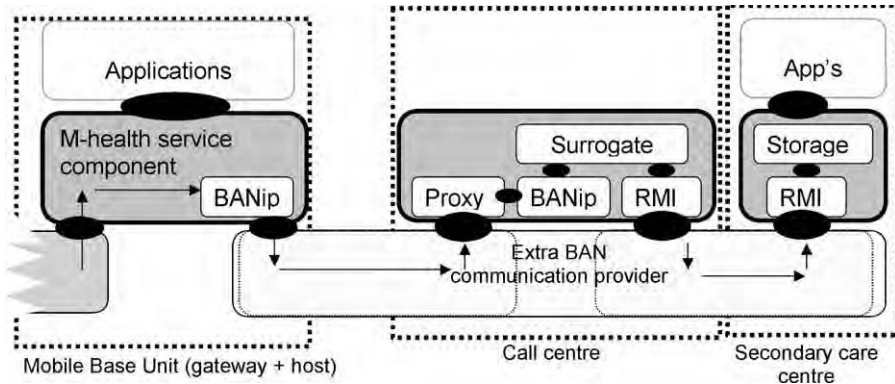 Applications
App's
M-health service
component
BANip
Surrogate
Proxy
BANip
RMI
Storage
RMI
Extra BAN
communication provider
Mobile Base Unit (gateway + host)
Call centre
Secondary care
centre